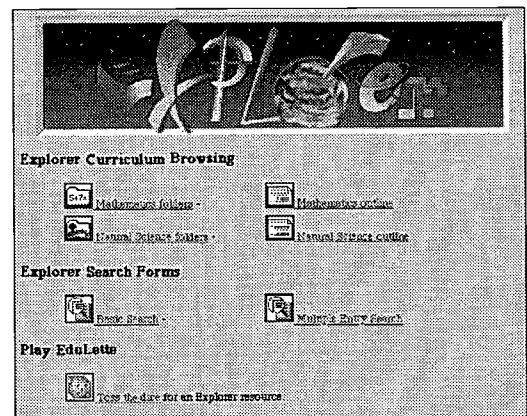 EXPLORER
Explorer Curriculum Browsing
Mathematics folders - Mathematics outline
Natural Science folders - Natural Science outline
Explorer Search Forms
Basic Search - Multiple Entry Search
Play EduLette
Toss the dice for an Explorer resource.